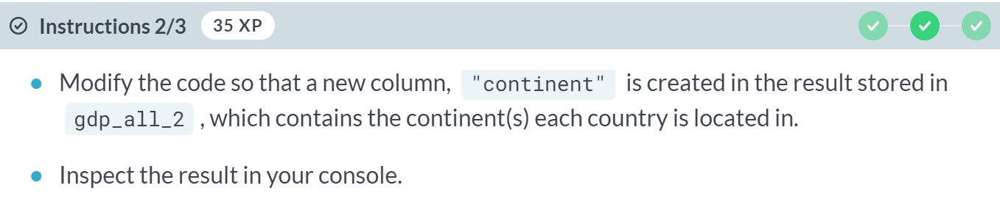 Instructions 2/3 35 XP
Modify the code so that a new column, "continent" is created in the result stored in
gdp_all_2 , which contains the continent(s) each country is located in.
Inspect the result in your console.